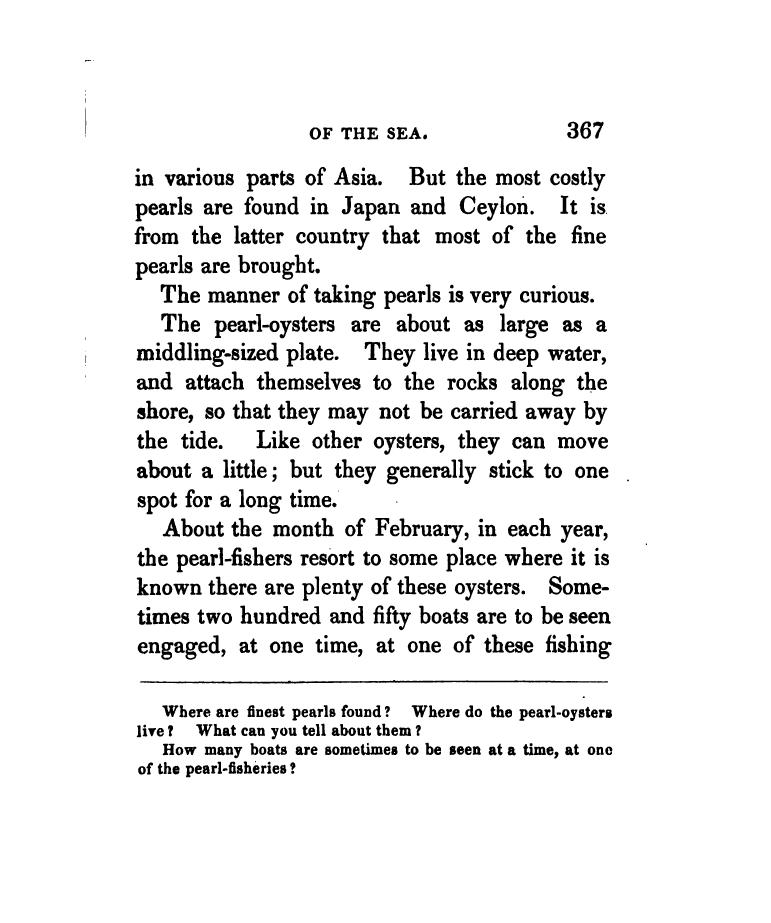 OF THE SEA. 367
in various parts of Asia. But the most costly
pearls are found in Japan and Ceylon. It is
from the latter country that most of the fine
pearls are brought.
The manner of taking pearls is very curious.
The pearl-oysters are about as large as a
middling-sized plate. They live in deep water,
and attach themselves to the rocks along the
shore, so that they may not be carried away by
the tide. Like other oysters, they can move
about a little; but they generally stick to one
spot for a long time.
About the month of February, in each year,
the pearl-fishers resort to some place where it is
known there are plenty of these oysters. Some-
times two hundred and fifty boats are to be seen
engaged, at one time, at one of these fishing
Where are finest pearls found? Where do the pearl-oysters
live? What can you tell about them?
How many boats are sometimes to be seen at a time, at one
of the pearl-fisheries?